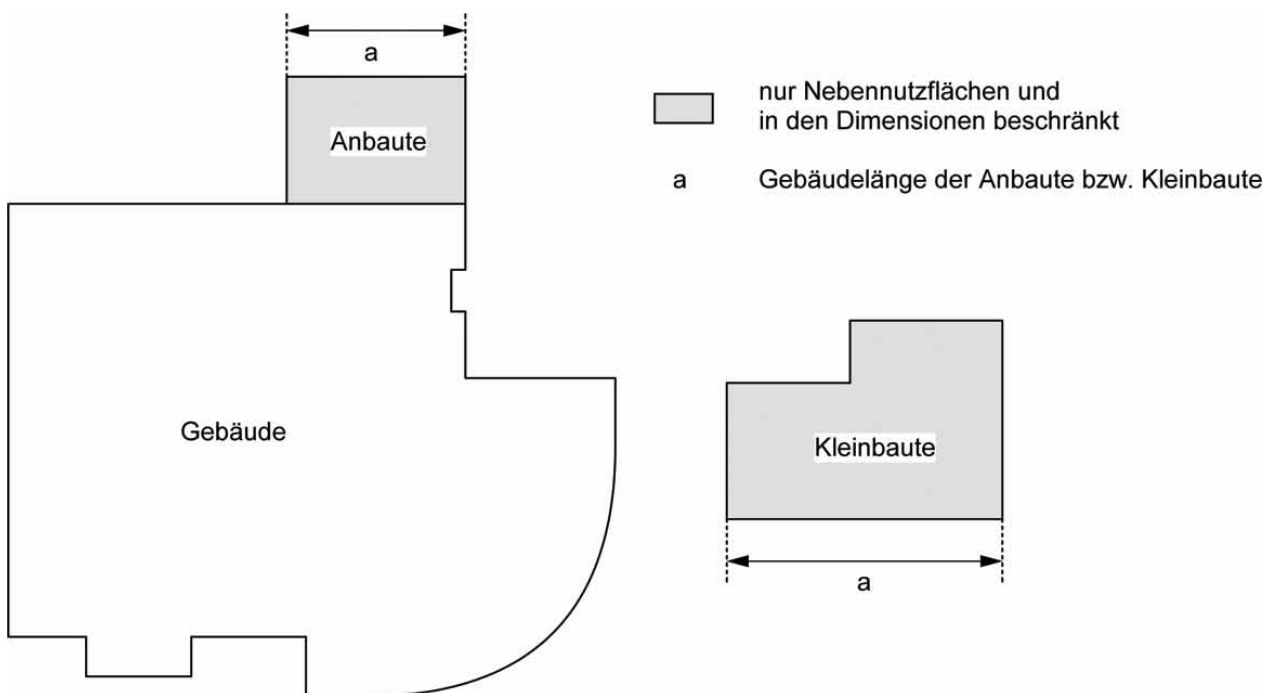 a
Anbaute
nur Nebennutzflächen und
in den Dimensionen beschränkt
a Gebäudelänge der Anbaute bzw. Kleinbaute
Gebäude
Kleinbaute
a